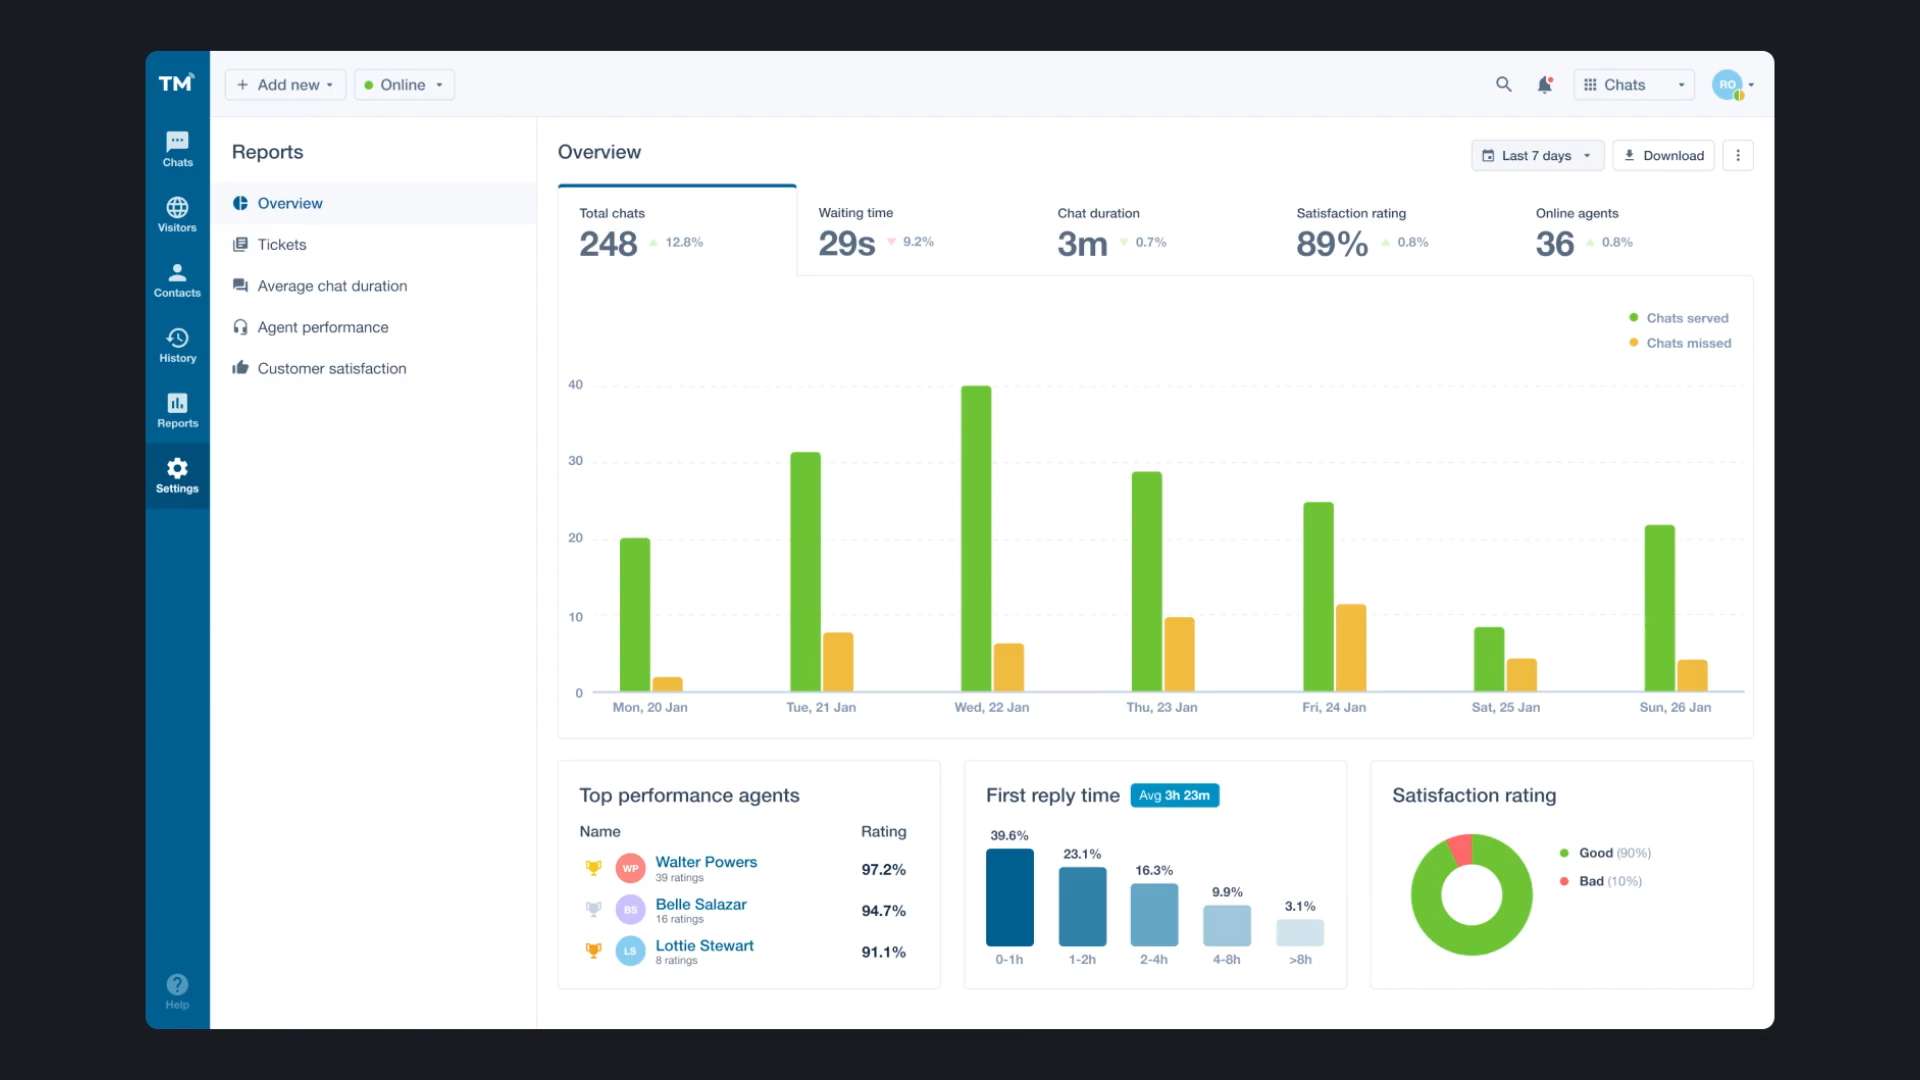 TM
+ Add new
Online
Chats
RO
Chats
Visitors
Contacts
History
Reports
Settings
Help
Reports
Overview
Tickets
Average chat duration
Agent performance
Customer satisfaction
Overview
Last 7 days
Download
Total chats
248 12.8%
Waiting time
29s 9.2%
Chat duration
3m 0.7%
Satisfaction rating
89% 0.8%
Online agents
36 0.8%
Chats served
Chats missed
40
30
20
10
0
Mon, 20 Jan
Tue, 21 Jan
Wed, 22 Jan
Thu, 23 Jan
Fri, 24 Jan
Sat, 25 Jan
Sun, 26 Jan
Top performance agents
Name Rating
WP Walter Powers 97.2%
39 ratings
BS Belle Salazar 94.7%
16 ratings
LS Lottie Stewart 91.1%
8 ratings
First reply time Avg 3h 23m
39.6%
23.1%
16.3%
9.9%
3.1%
0-1h
1-2h
2-4h
4-8h
>8h
Satisfaction rating
Good (90%)
Bad (10%)